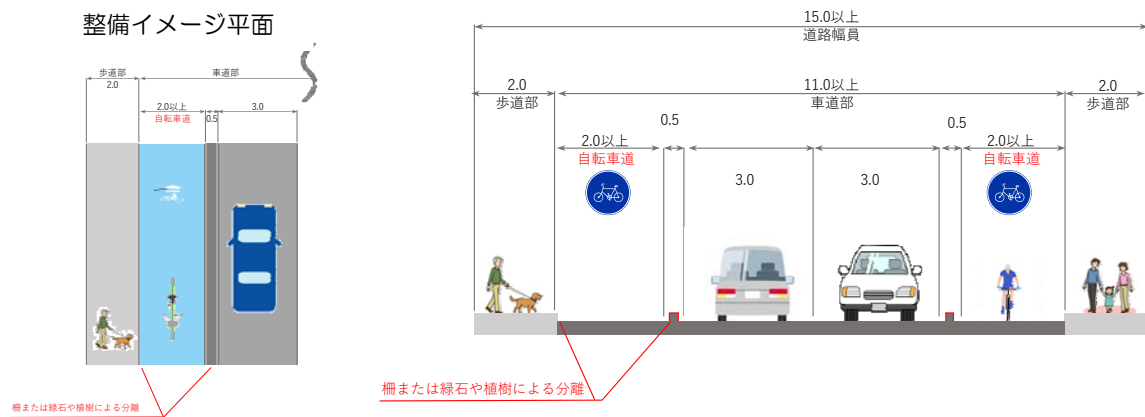 整備イメージ平面
歩道部
2.0
車道部
2.0以上
自転車道
0.5
3.0
柵または緑石や植樹による分離
15.0以上
道路幅員
2.0
歩道部
11.0以上
車道部
2.0
歩道部
2.0以上
自転車道
0.5
3.0
3.0
0.5
2.0以上
自転車道
柵または緑石や植樹による分離